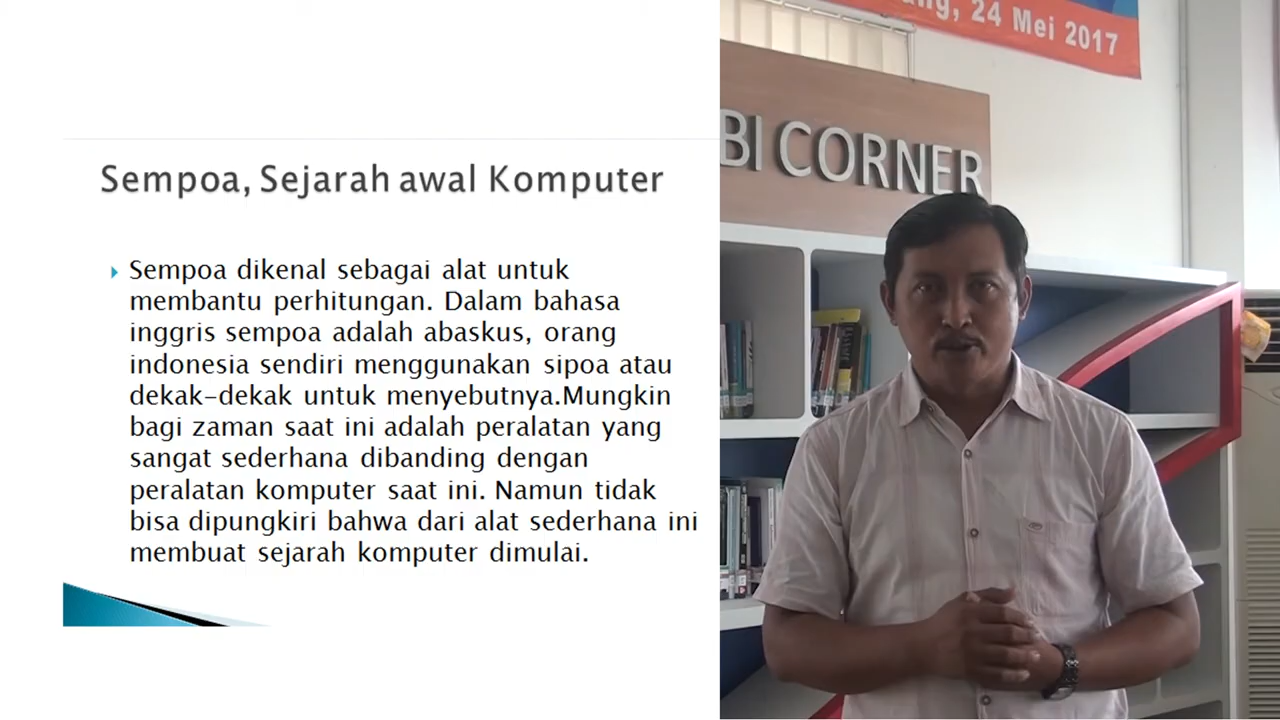 Sempoa, Sejarah awal Komputer
Sempoa dikenal sebagai alat untuk
membantu perhitungan. Dalam bahasa
inggris sempoa adalah abaskus, orang
indonesia sendiri menggunakan sipoa atau
dekak-dekak untuk menyebutnya.Mungkin
bagi zaman saat ini adalah peralatan yang
sangat sederhana dibanding dengan
peralatan komputer saat ini. Namun tidak
bisa dipungkiri bahwa dari alat sederhana ini
membuat sejarah komputer dimulai.
24 Mei 2017
BI CORNER